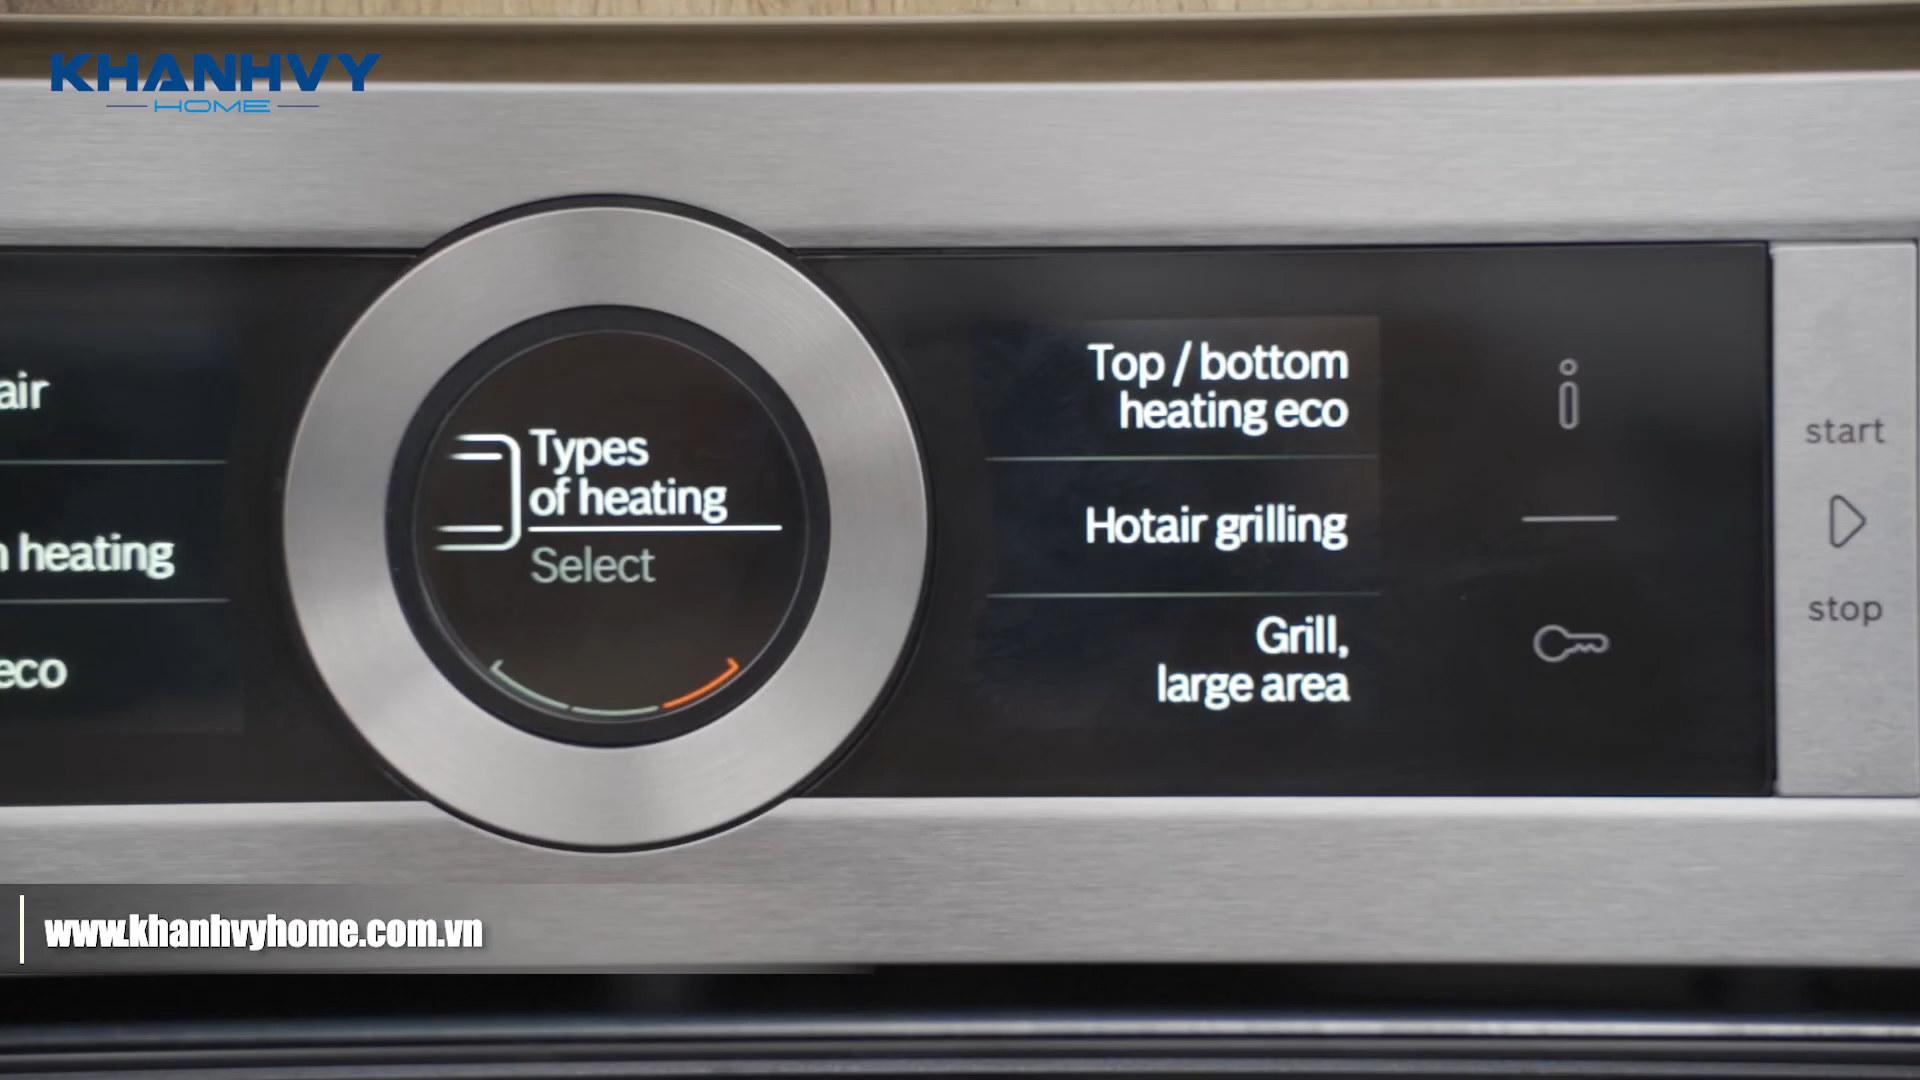 KHANHVY
HOME
air
heating
eco
Types
of heating
Select
Top / bottom
heating eco
Hotair grilling
Grill,
large area
start
stop
www.khanhvyhome.com.vn